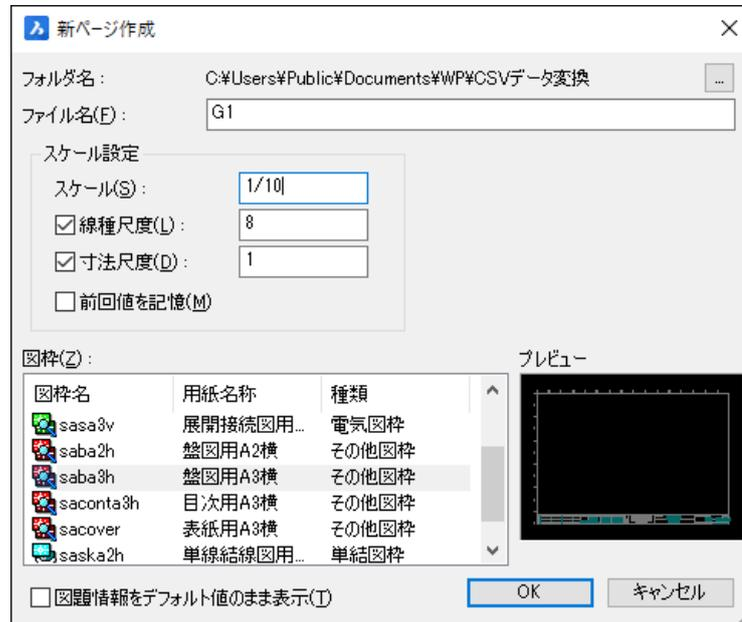 新ページ作成
フォルダ名: C:¥Users¥Public¥Documents¥WP¥CSVデータ変換 ...
ファイル名(F): G1
スケール設定
スケール(S): 1/10
線種尺度(L): 8
寸法尺度(D): 1
前回値を記憶(M)
図枠(Z): プレビュー
図枠名 用紙名称 種類
sasa3v 展開接続図用... 電気図枠
saba2h 盤図用A2横 その他図枠
saba3h 盤図用A3横 その他図枠
saconta3h 目次用A3横 その他図枠
sacover 表紙用A3横 その他図枠
saska2h 単線結線図用... 単結図枠
図題情報をデフォルト値のまま表示(T) OK キャンセル